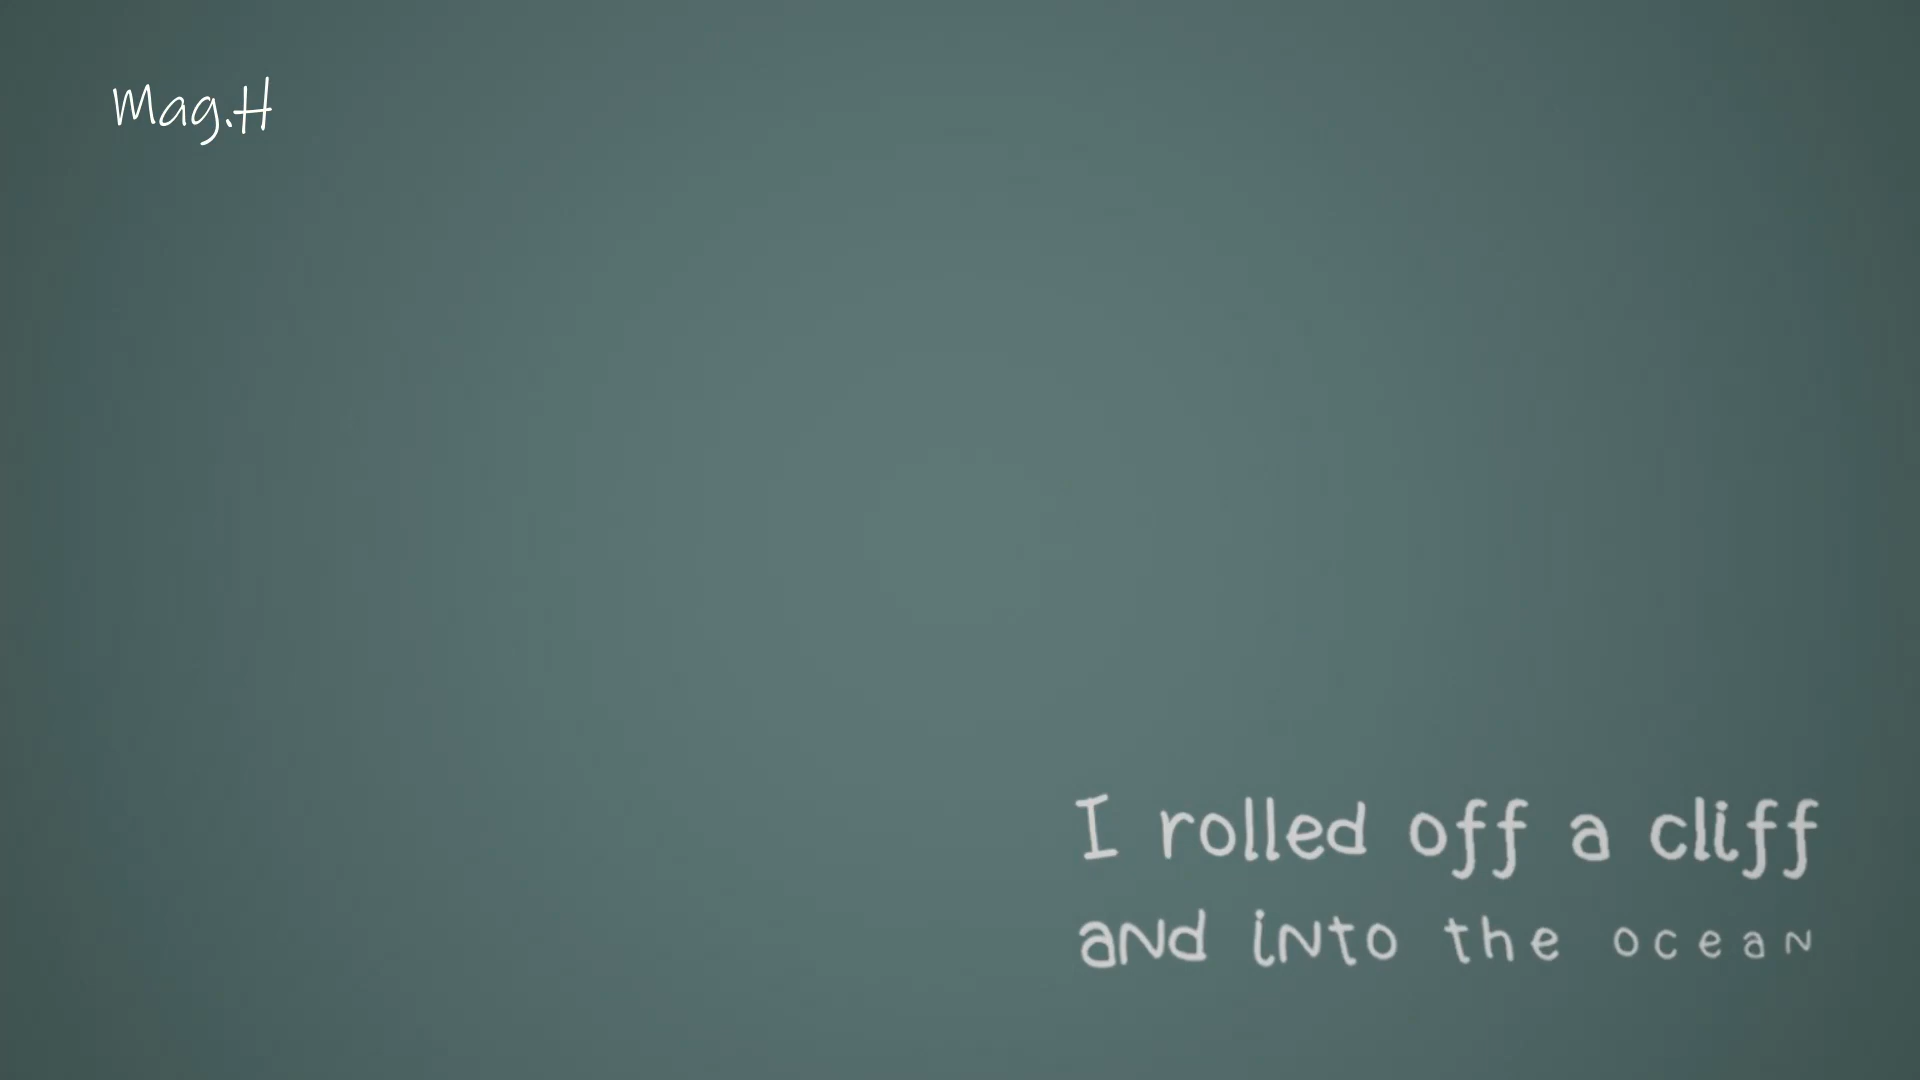 Mag.H
I rolled off a cliff
and into the ocean